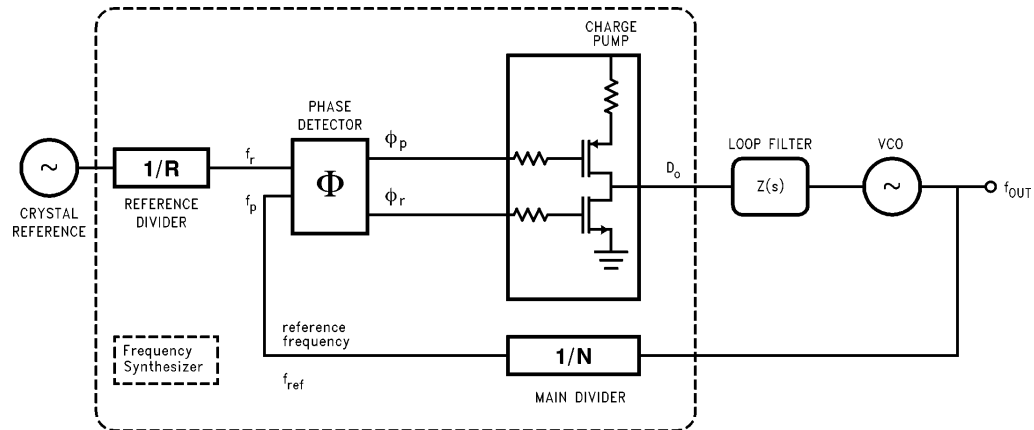 CHARGE
PUMP
PHASE
DETECTOR
LOOP FILTER
VCO
CRYSTAL
REFERENCE
~
1/R
REFERENCE
DIVIDER
fr
fp
Φ
ϕp
ϕr
Do
Z(s)
~
fOUT
reference
frequency
fref
1/N
MAIN DIVIDER
Frequency
Synthesizer